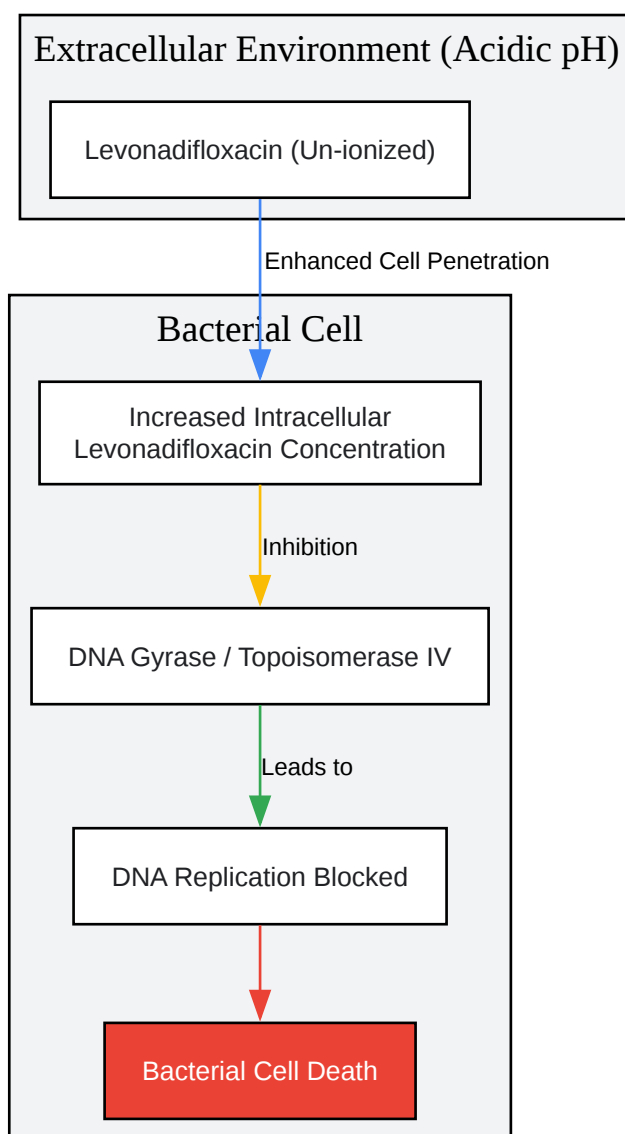 Extracellular Environment (Acidic pH)
Levonadifloxacin (Un-ionized)
Enhanced Cell Penetration
Bacterial Cell
Increased Intracellular
Levonadifloxacin Concentration
Inhibition
DNA Gyrase / Topoisomerase IV
Leads to
DNA Replication Blocked
Bacterial Cell Death